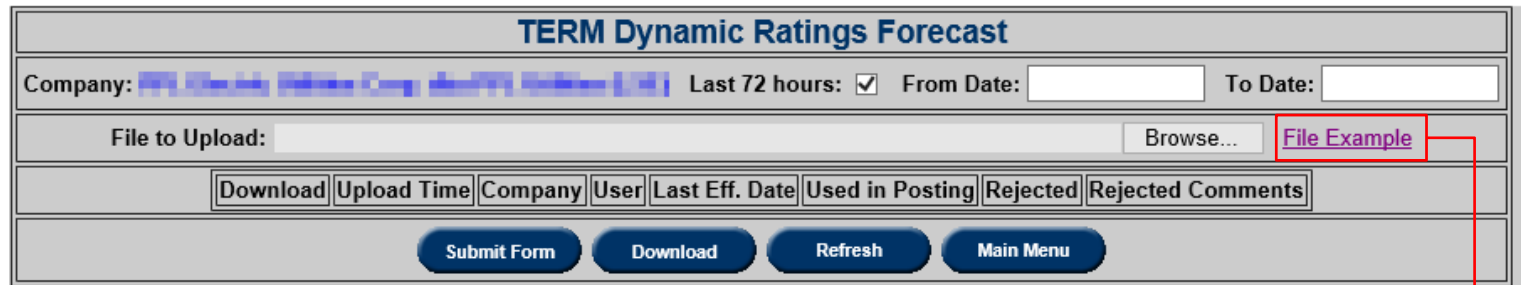 TERM Dynamic Ratings Forecast
Company: Last 72 hours: From Date: To Date:
File to Upload: Browse... File Example
Download Upload Time Company User Last Eff. Date Used in Posting Rejected Rejected Comments
Submit Form Download Refresh Main Menu